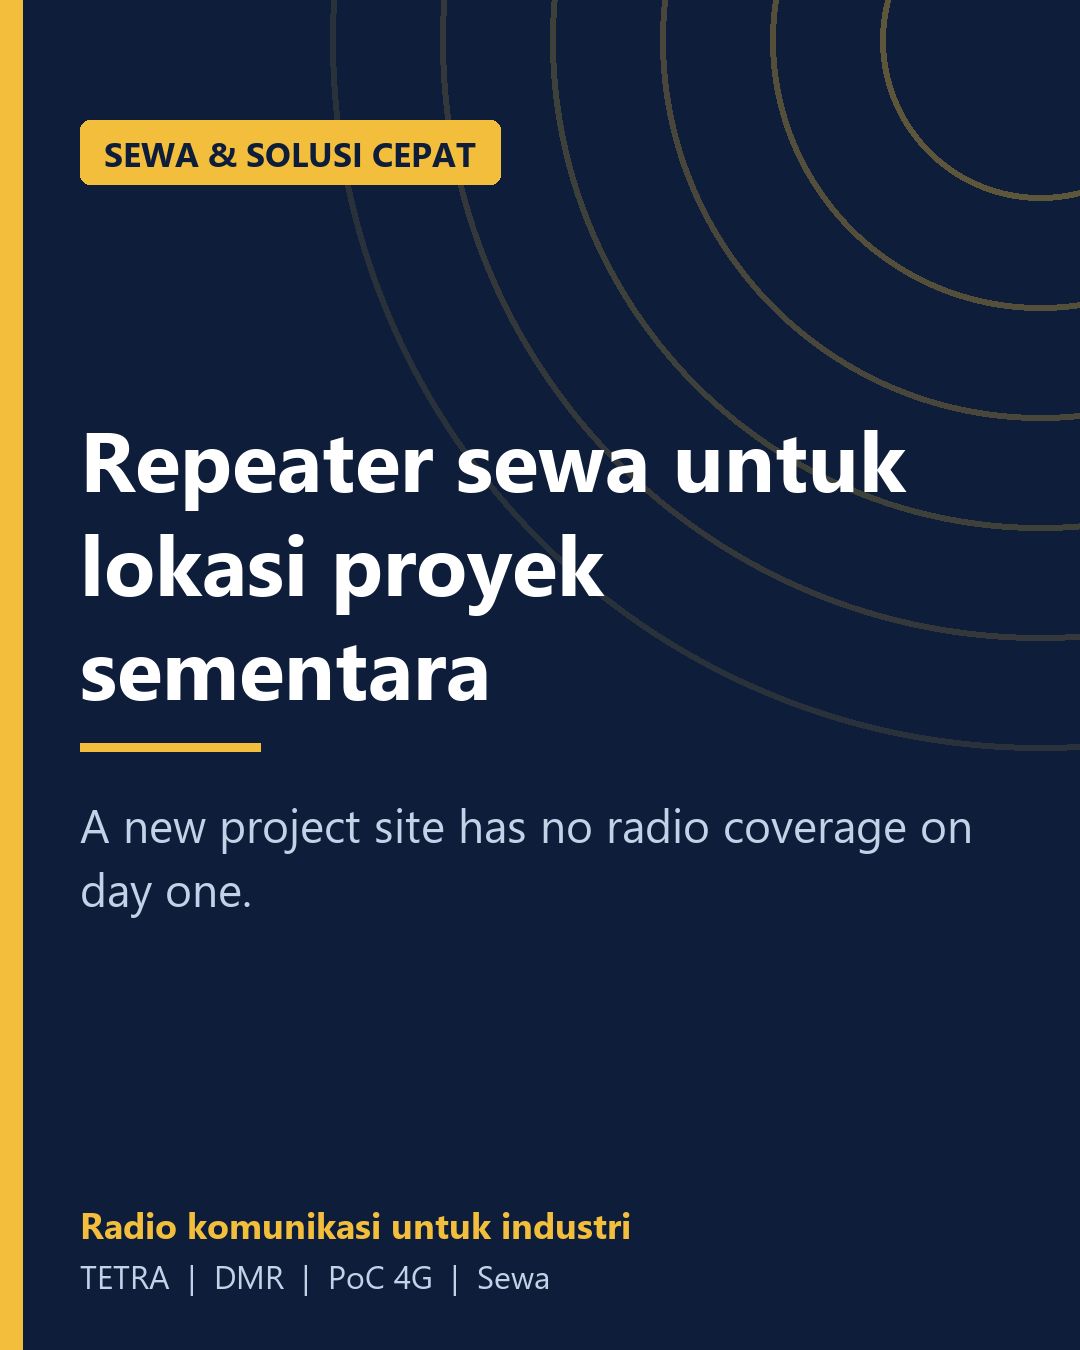 SEWA & SOLUSI CEPAT
Repeater sewa untuk
lokasi proyek
sementara
A new project site has no radio coverage on
day one.
Radio komunikasi untuk industri
TETRA | DMR | PoC 4G | Sewa